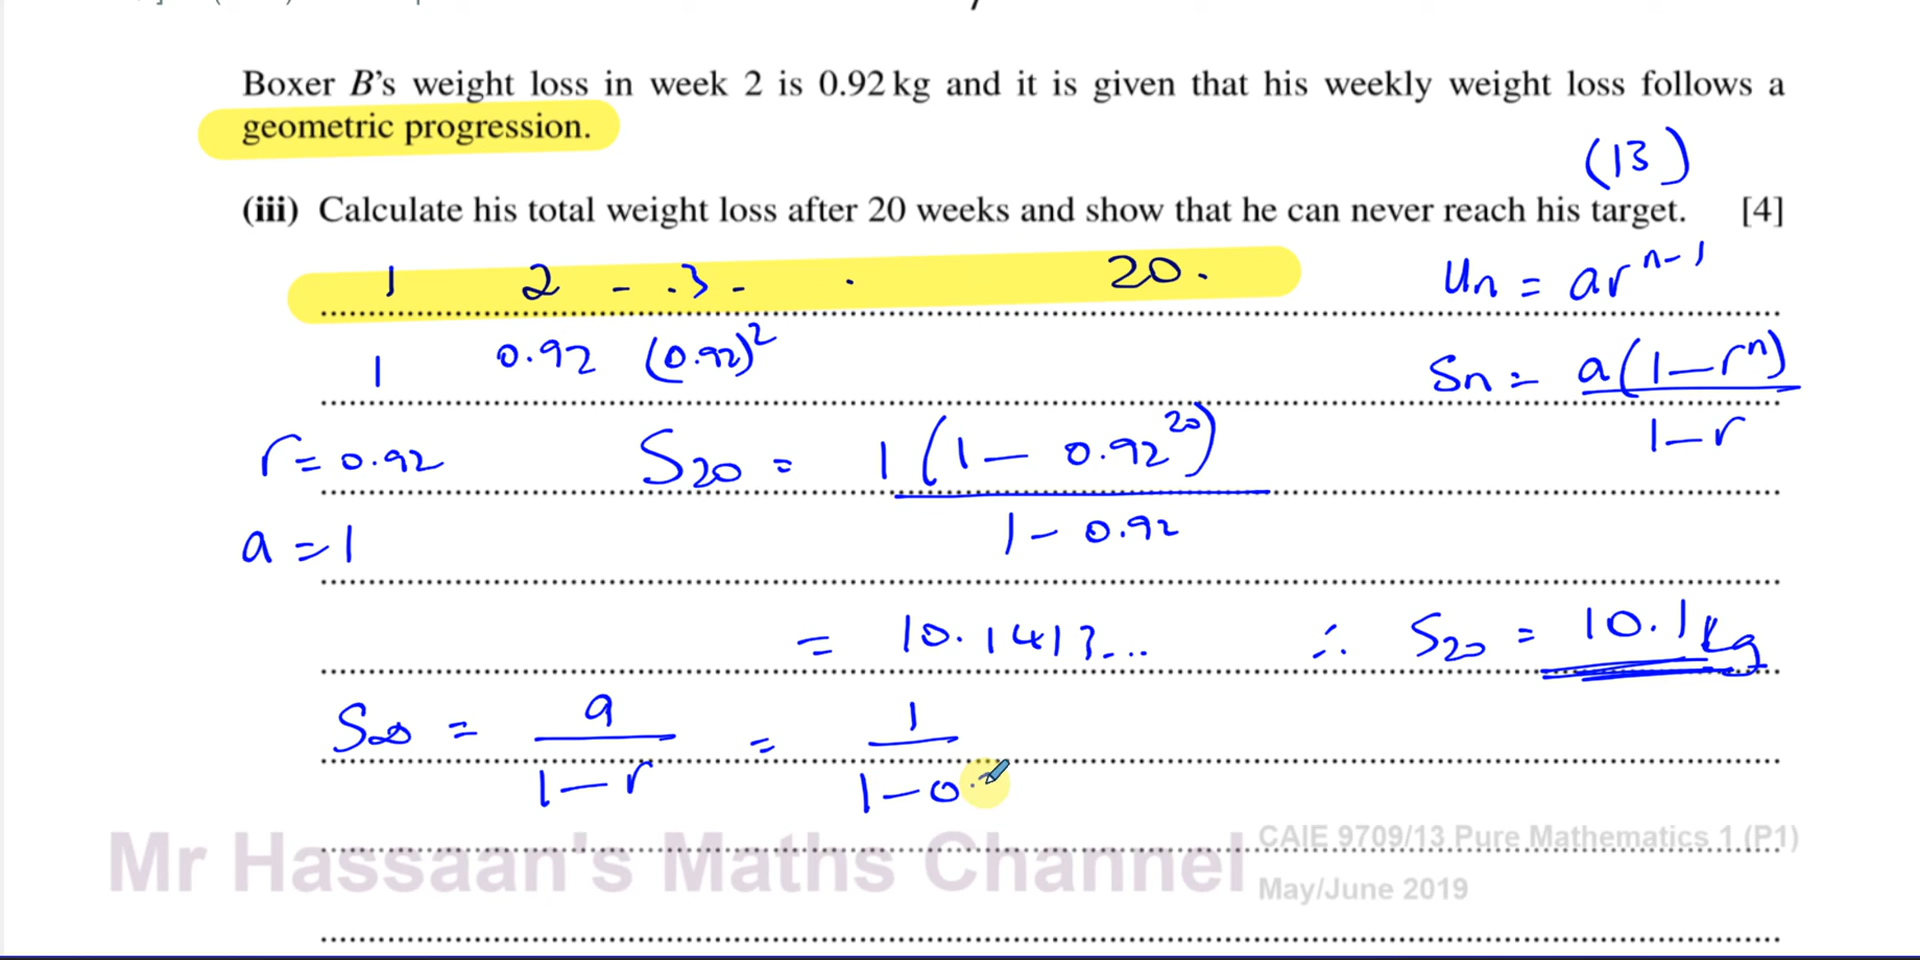 Boxer B's weight loss in week 2 is 0.92 kg and it is given that his weekly weight loss follows a
geometric progression.
(13)
(iii) Calculate his total weight loss after 20 weeks and show that he can never reach his target. [4]
1 2 - . 3 - . 20.
Un = ar^(n-1)
1 0.92 (0.92)^2
Sn = a(1-r^n) / 1-r
r = 0.92 S20 = 1(1 - 0.92^20) / 1 - 0.92
a = 1
= 10.1413... ∴ S20 = 10.1kg
S∞ = a / 1-r = 1 / 1-0.
Mr Hassaan's Maths Channel
CAIE 9709/13 Pure Mathematics 1 (P1)
May/June 2019